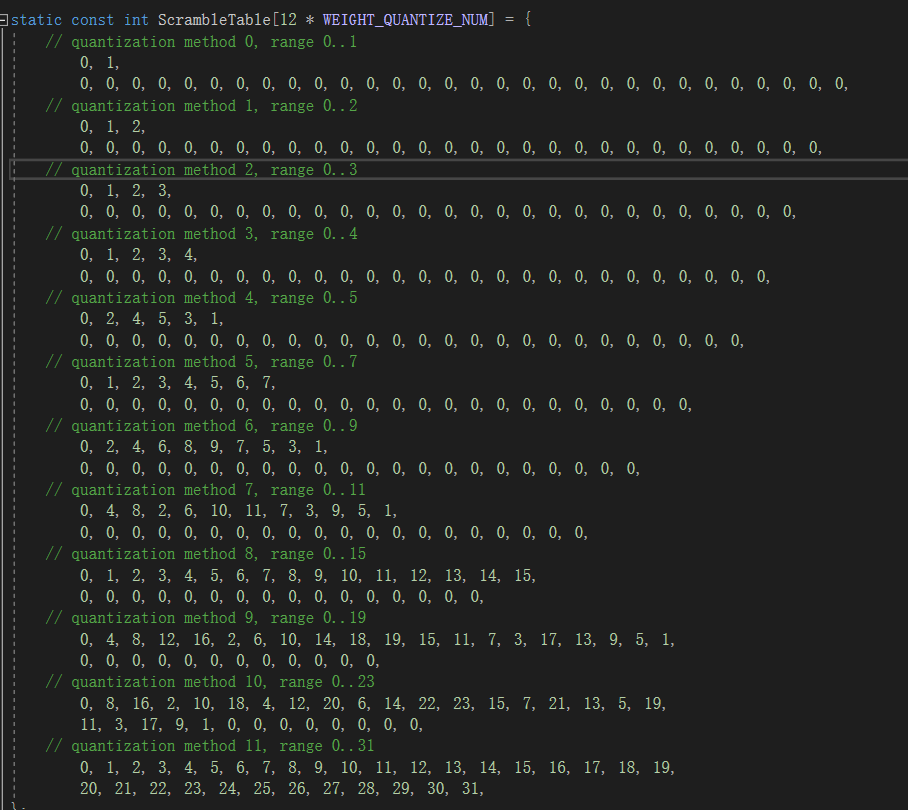 static const int ScrambleTable[12 * WEIGHT_QUANTIZE_NUM] = {
// quantization method 0, range 0..1
0, 1,
0, 0, 0, 0, 0, 0, 0, 0, 0, 0, 0, 0, 0, 0, 0, 0, 0, 0, 0, 0, 0, 0, 0, 0, 0, 0, 0, 0, 0, 0,
// quantization method 1, range 0..2
0, 1, 2,
0, 0, 0, 0, 0, 0, 0, 0, 0, 0, 0, 0, 0, 0, 0, 0, 0, 0, 0, 0, 0, 0, 0, 0, 0, 0, 0, 0, 0,
// quantization method 2, range 0..3
0, 1, 2, 3,
0, 0, 0, 0, 0, 0, 0, 0, 0, 0, 0, 0, 0, 0, 0, 0, 0, 0, 0, 0, 0, 0, 0, 0, 0, 0, 0, 0,
// quantization method 3, range 0..4
0, 1, 2, 3, 4,
0, 0, 0, 0, 0, 0, 0, 0, 0, 0, 0, 0, 0, 0, 0, 0, 0, 0, 0, 0, 0, 0, 0, 0, 0, 0, 0,
// quantization method 4, range 0..5
0, 2, 4, 5, 3, 1,
0, 0, 0, 0, 0, 0, 0, 0, 0, 0, 0, 0, 0, 0, 0, 0, 0, 0, 0, 0, 0, 0, 0, 0, 0, 0,
// quantization method 5, range 0..7
0, 1, 2, 3, 4, 5, 6, 7,
0, 0, 0, 0, 0, 0, 0, 0, 0, 0, 0, 0, 0, 0, 0, 0, 0, 0, 0, 0, 0, 0, 0, 0,
// quantization method 6, range 0..9
0, 2, 4, 6, 8, 9, 7, 5, 3, 1,
0, 0, 0, 0, 0, 0, 0, 0, 0, 0, 0, 0, 0, 0, 0, 0, 0, 0, 0, 0, 0, 0,
// quantization method 7, range 0..11
0, 4, 8, 2, 6, 10, 11, 7, 3, 9, 5, 1,
0, 0, 0, 0, 0, 0, 0, 0, 0, 0, 0, 0, 0, 0, 0, 0, 0, 0, 0, 0,
// quantization method 8, range 0..15
0, 1, 2, 3, 4, 5, 6, 7, 8, 9, 10, 11, 12, 13, 14, 15,
0, 0, 0, 0, 0, 0, 0, 0, 0, 0, 0, 0, 0, 0, 0, 0,
// quantization method 9, range 0..19
0, 4, 8, 12, 16, 2, 6, 10, 14, 18, 19, 15, 11, 7, 3, 17, 13, 9, 5, 1,
0, 0, 0, 0, 0, 0, 0, 0, 0, 0, 0, 0,
// quantization method 10, range 0..23
0, 8, 16, 2, 10, 18, 4, 12, 20, 6, 14, 22, 23, 15, 7, 21, 13, 5, 19,
11, 3, 17, 9, 1, 0, 0, 0, 0, 0, 0, 0, 0,
// quantization method 11, range 0..31
0, 1, 2, 3, 4, 5, 6, 7, 8, 9, 10, 11, 12, 13, 14, 15, 16, 17, 18, 19,
20, 21, 22, 23, 24, 25, 26, 27, 28, 29, 30, 31,
};